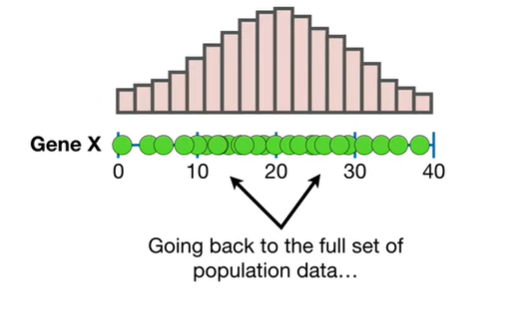 Gene X
0 10 20 30 40
Going back to the full set of
population data...